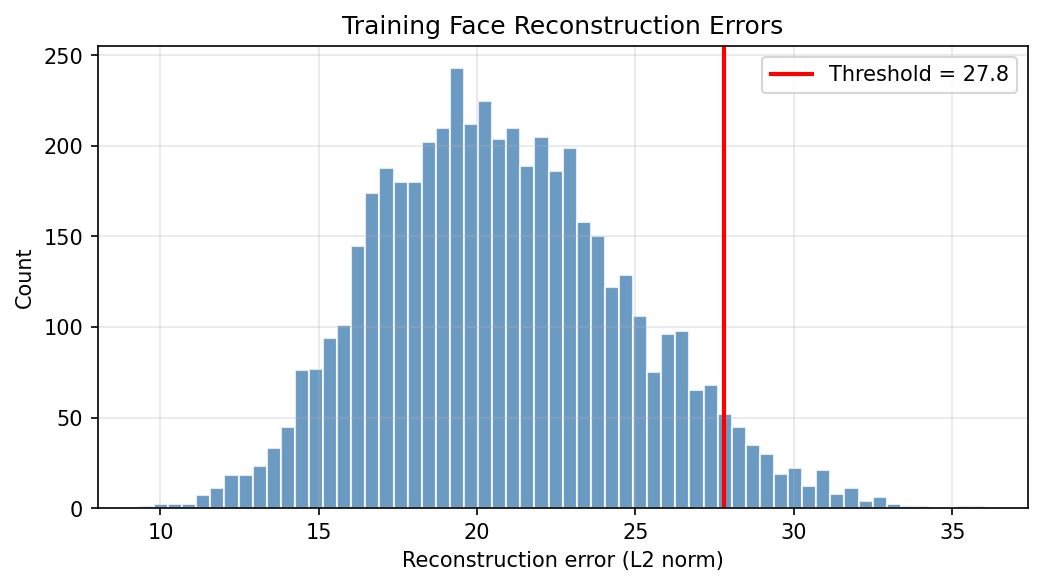 Training Face Reconstruction Errors
Threshold = 27.8
250
200
150
100
50
0
Count
10 15 20 25 30 35
Reconstruction error (L2 norm)